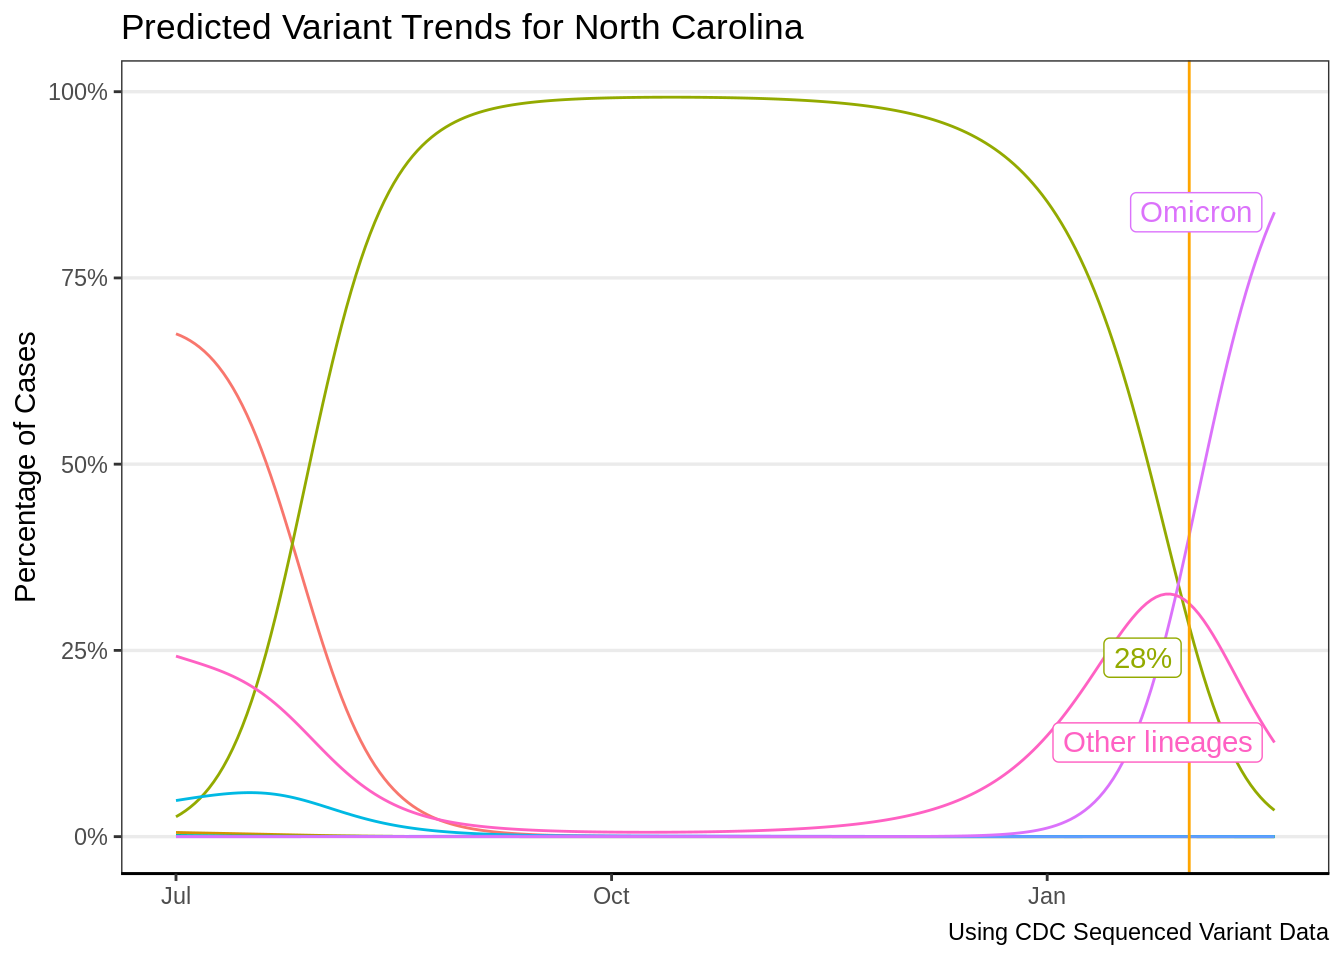 Predicted Variant Trends for North Carolina
Percentage of Cases
100%
75%
50%
25%
0%
Omicron
28%
Other lineages
Jul
Oct
Jan
Using CDC Sequenced Variant Data